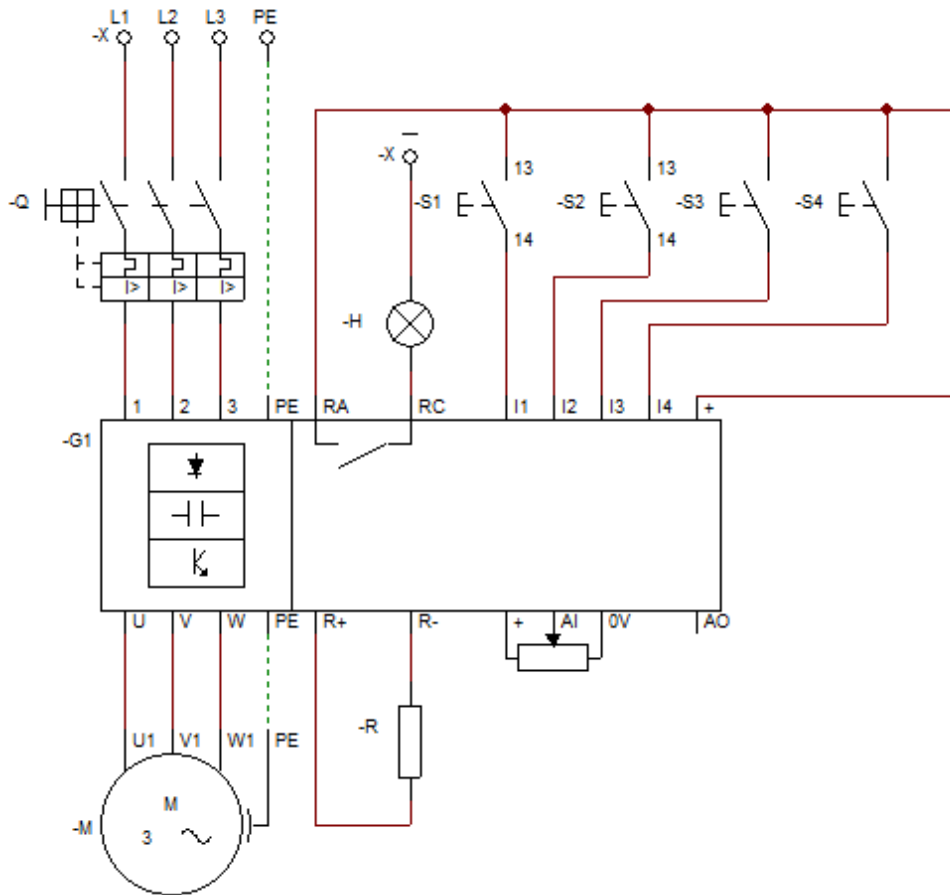 L1 L2 L3 PE
-X
-X
13 13
-Q -S1 -S2 -S3 -S4
14 14
I> I> I>
-H
1 2 3 PE RA RC I1 I2 I3 I4 +
-G1
U V W PE R+ R- + AI 0V AO
-R
U1 V1 W1 PE
M
-M 3